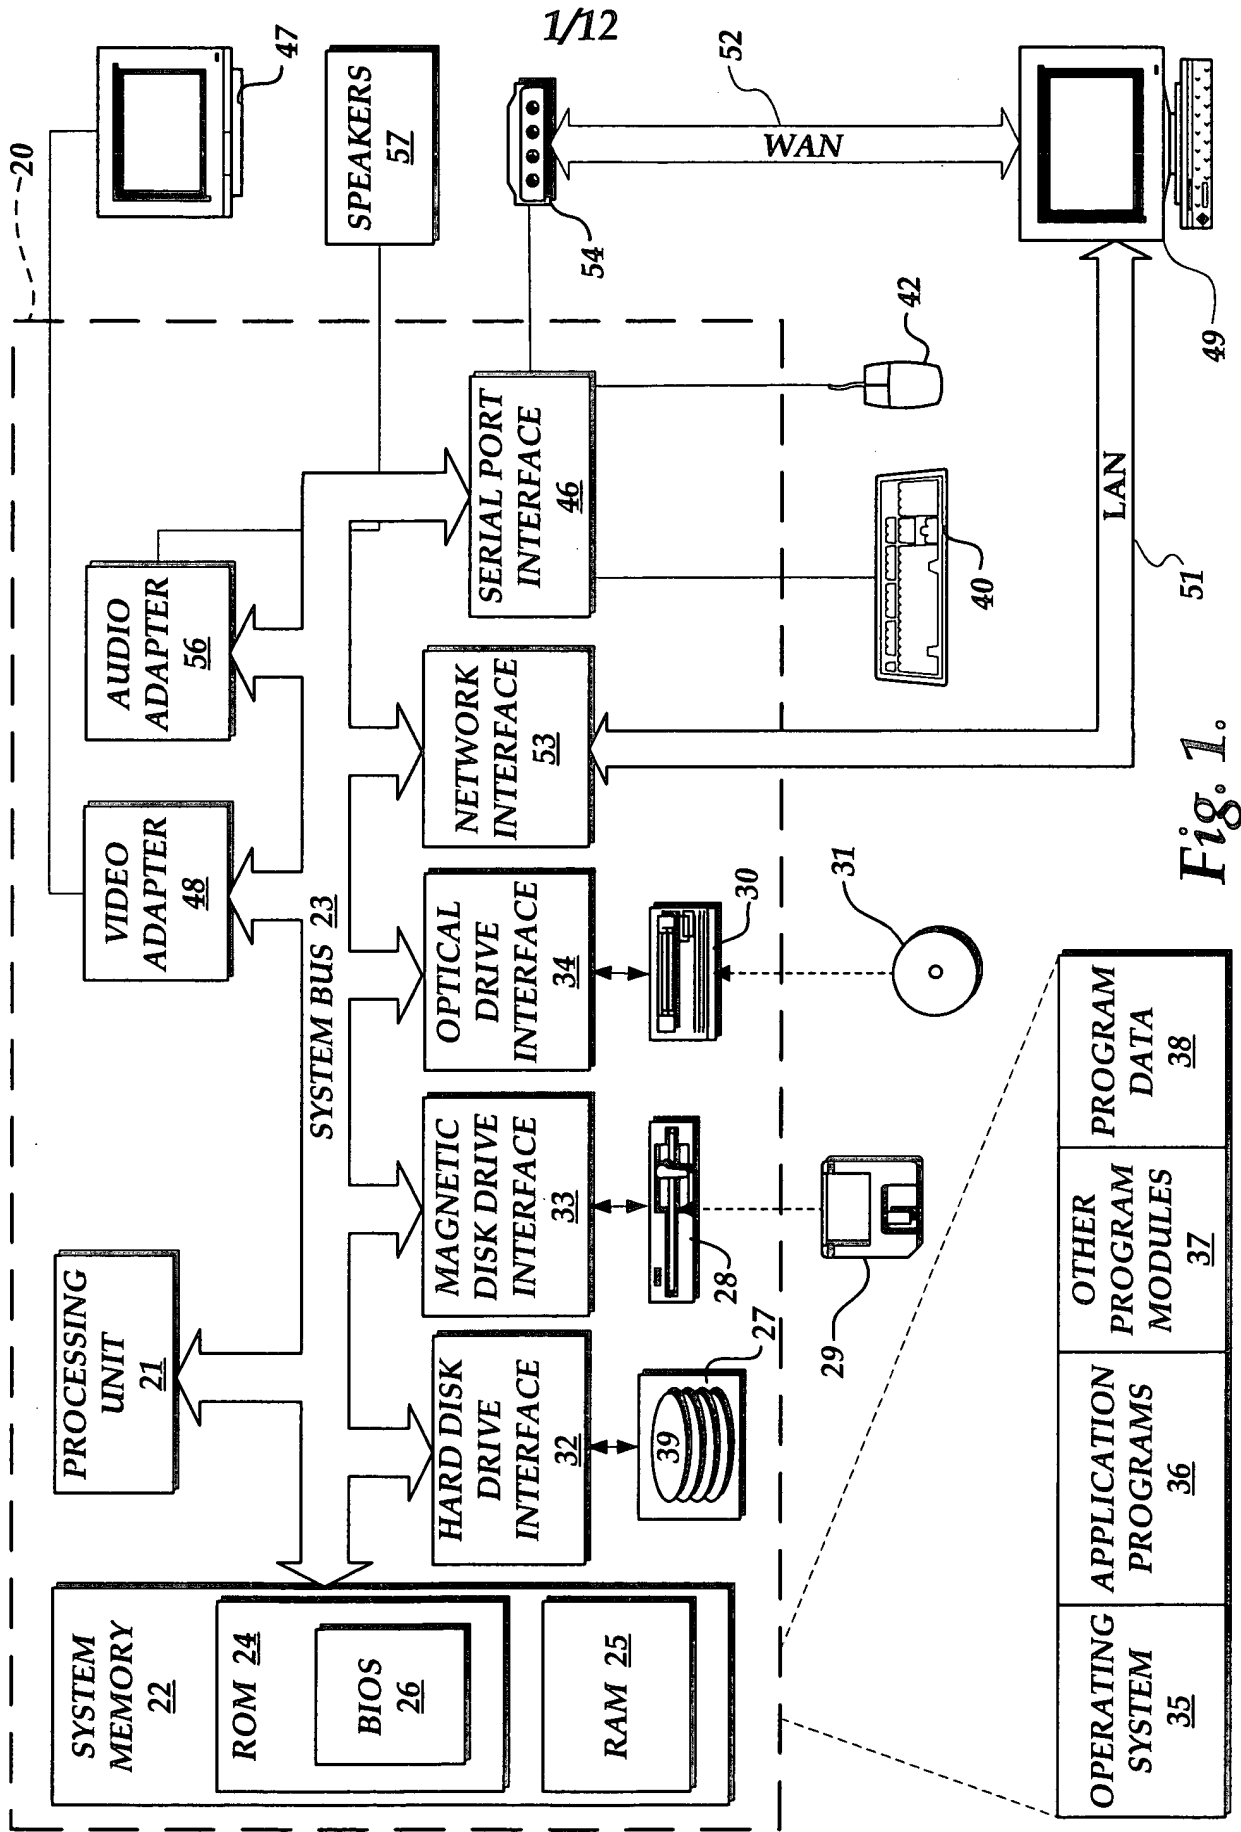 1/12
20
SYSTEM
MEMORY
22
ROM 24
BIOS
26
RAM 25
PROCESSING
UNIT
21
VIDEO
ADAPTER
48
AUDIO
ADAPTER
56
47
SYSTEM BUS 23
SPEAKERS
57
HARD DISK
DRIVE
INTERFACE
32
MAGNETIC
DISK DRIVE
INTERFACE
33
OPTICAL
DRIVE
INTERFACE
34
NETWORK
INTERFACE
53
SERIAL PORT
INTERFACE
46
54
WAN
52
39
27
28
30
29
31
40
42
LAN
51
49
OPERATING
SYSTEM
35
APPLICATION
PROGRAMS
36
OTHER
PROGRAM
MODULES
37
PROGRAM
DATA
38
Fig. 1.